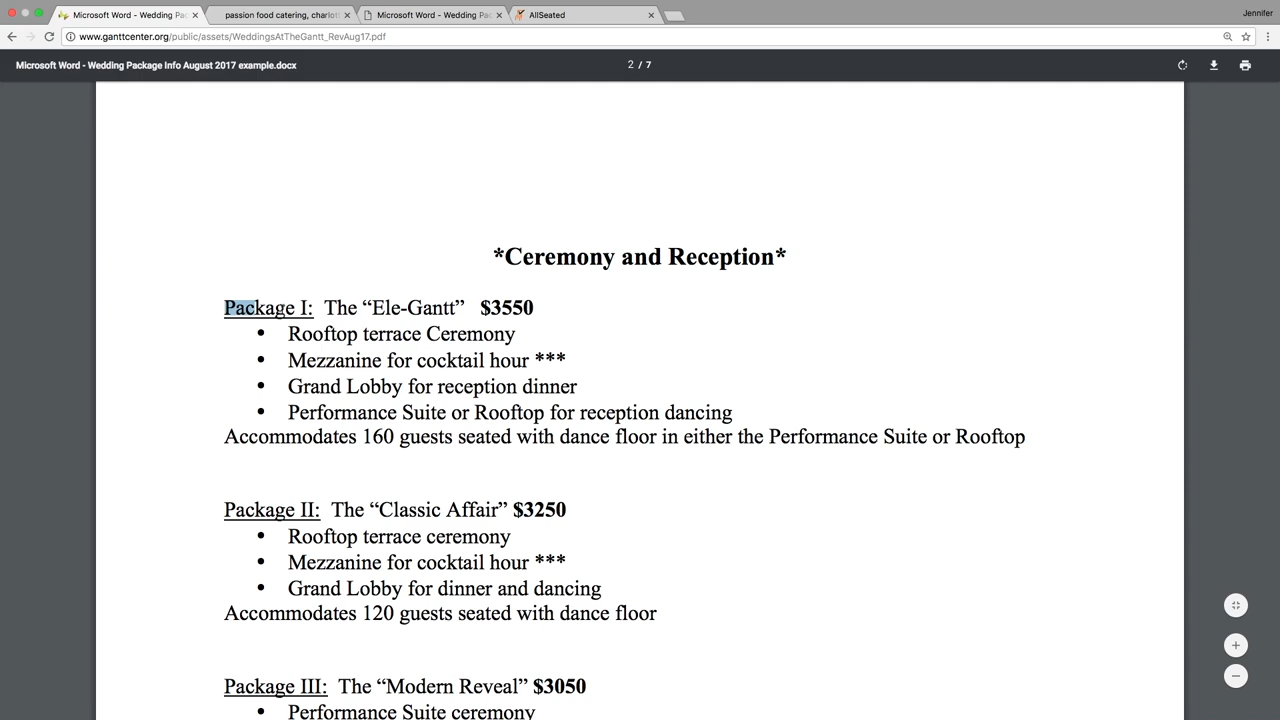 Microsoft Word - Wedding Pac
passion food catering, charlot
Microsoft Word - Wedding Pac
AllSeated
Jennifer
www.ganttcenter.org/public/assets/WeddingsAtTheGantt_RevAug17.pdf
Microsoft Word - Wedding Package Info August 2017 example.docx
2 / 7
*Ceremony and Reception*
Package I: The “Ele-Gantt” $3550
• Rooftop terrace Ceremony
• Mezzanine for cocktail hour ***
• Grand Lobby for reception dinner
• Performance Suite or Rooftop for reception dancing
Accommodates 160 guests seated with dance floor in either the Performance Suite or Rooftop
Package II: The “Classic Affair” $3250
• Rooftop terrace ceremony
• Mezzanine for cocktail hour ***
• Grand Lobby for dinner and dancing
Accommodates 120 guests seated with dance floor
Package III: The “Modern Reveal” $3050
• Performance Suite ceremony